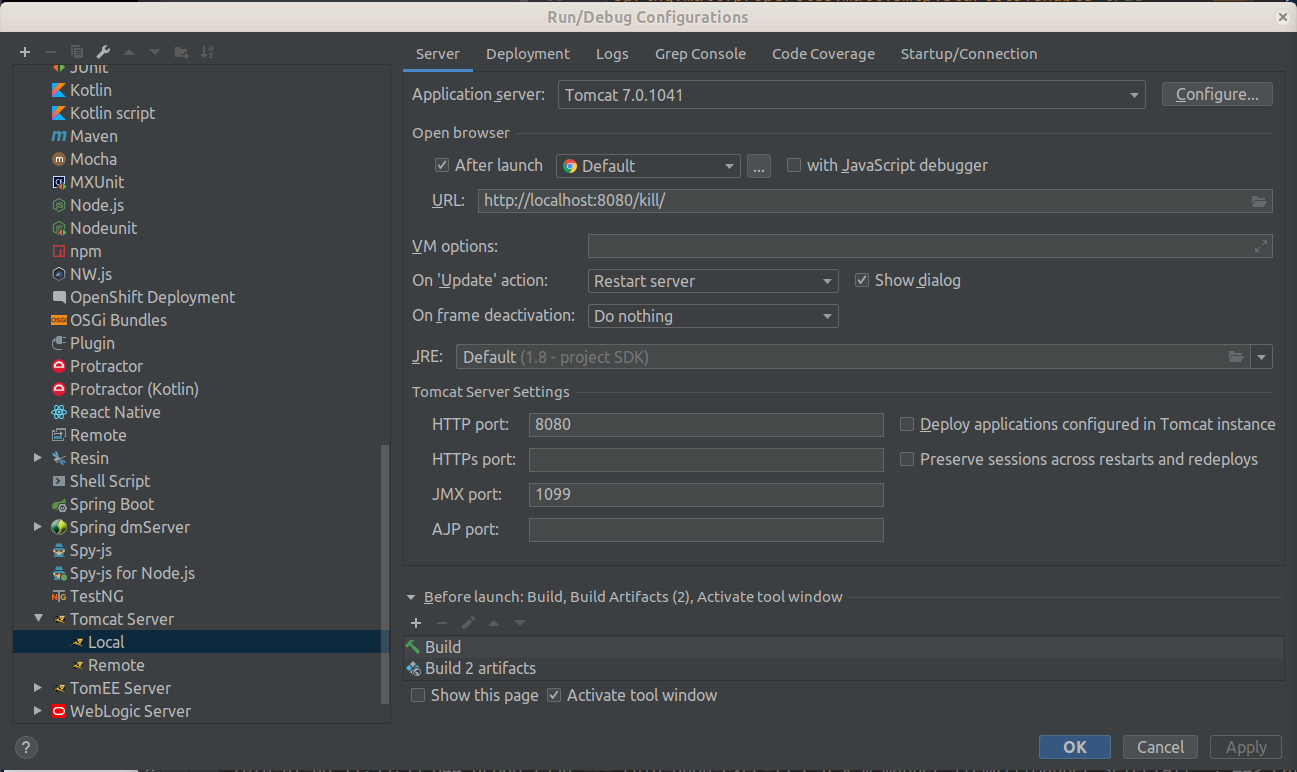 Run/Debug Configurations
JUnit
Kotlin
Kotlin script
Maven
Mocha
MXUnit
Node.js
Nodeunit
npm
NW.js
OpenShift Deployment
OSGi Bundles
Plugin
Protractor
Protractor (Kotlin)
React Native
Remote
Resin
Shell Script
Spring Boot
Spring dmServer
Spy-js
Spy-js for Node.js
TestNG
Tomcat Server
Local
Remote
TomEE Server
WebLogic Server
?
Server Deployment Logs Grep Console Code Coverage Startup/Connection
Application server: Tomcat 7.0.1041 Configure...
Open browser
After launch Default ... with JavaScript debugger
URL: http://localhost:8080/kill/
VM options:
On 'Update' action: Restart server Show dialog
On frame deactivation: Do nothing
JRE: Default (1.8 - project SDK)
Tomcat Server Settings
HTTP port: 8080 Deploy applications configured in Tomcat instance
HTTPs port: Preserve sessions across restarts and redeploys
JMX port: 1099
AJP port:
Before launch: Build, Build Artifacts (2), Activate tool window
Build
Build 2 artifacts
Show this page Activate tool window
OK Cancel Apply